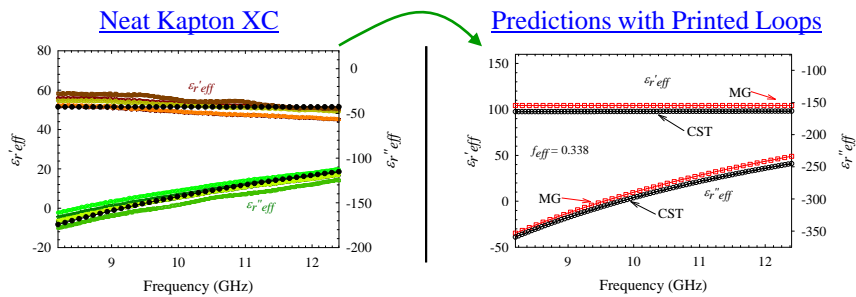 Neat Kapton XC
Predictions with Printed Loops
80
60
40
20
0
-20
0
-50
-100
-150
-200
9
10
11
12
Frequency (GHz)
εr'eff
εr''eff
εr'eff
εr''eff
150
100
50
0
-50
-100
-150
-200
-250
-300
-350
9
10
11
12
Frequency (GHz)
εr'eff
εr''eff
εr'eff
MG
CST
feff = 0.338
MG
CST
εr''eff